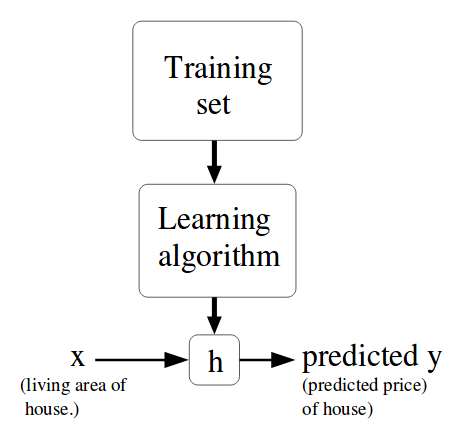 Training
set
Learning
algorithm
x
h
predicted y
(living area of
house.)
(predicted price)
of house)